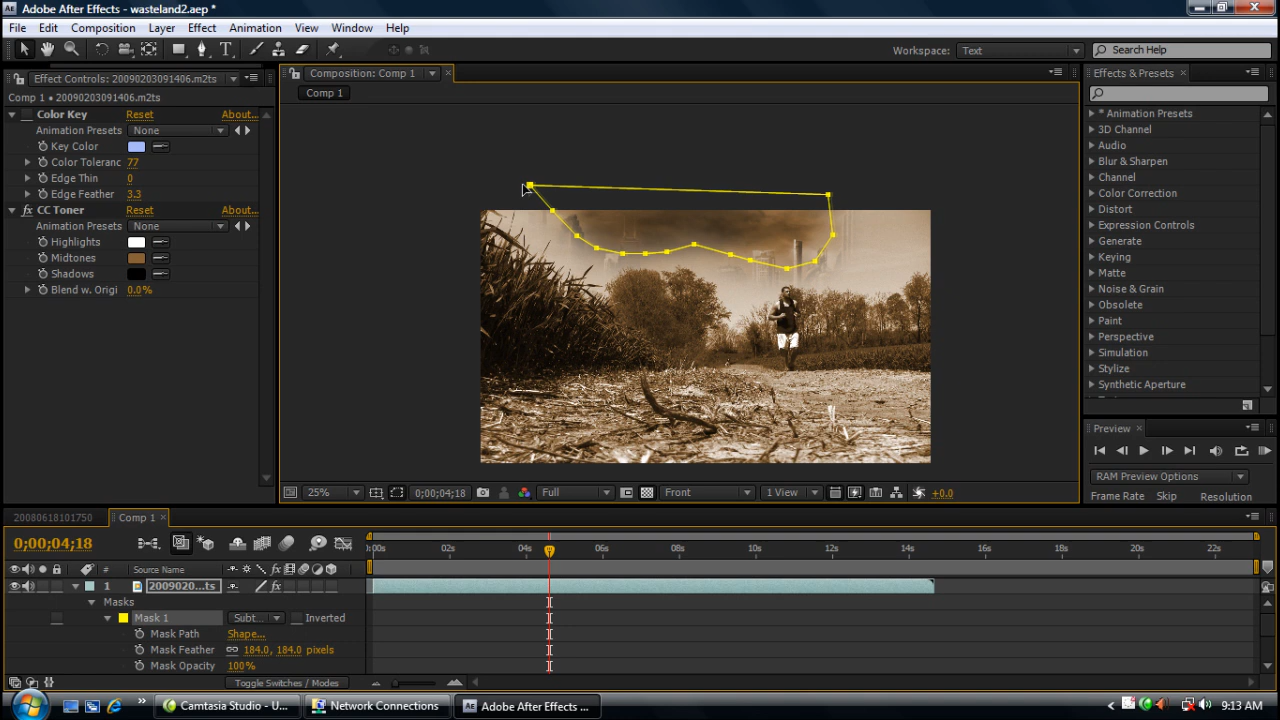 Adobe After Effects - wasteland2.aep *
File Edit Composition Layer Effect Animation View Window Help
Workspace: Text Search Help
Effect Controls: 20090203091406.m2ts
Comp 1 • 20090203091406.m2ts
Color Key Reset About...
Animation Presets None
Key Color
Color Toleranc 77
Edge Thin 0
Edge Feather 3.3
fx CC Toner Reset About...
Animation Presets None
Highlights
Midtones
Shadows
Blend w. Origi 0.0%
Composition: Comp 1
Comp 1
25% 0;00;04;18 Full Front 1 View +0.0
Effects & Presets
* Animation Presets
3D Channel
Audio
Blur & Sharpen
Channel
Color Correction
Distort
Expression Controls
Generate
Keying
Matte
Noise & Grain
Obsolete
Paint
Perspective
Simulation
Stylize
Synthetic Aperture
Preview
RAM Preview Options
Frame Rate Skip Resolution
20080618101750 Comp 1
0;00;04;18
:00s 02s 04s 06s 08s 10s 12s 14s 16s 18s 20s 22s
# Source Name fx
1 2009020...ts fx
Masks
Mask 1 Subt... Inverted
Mask Path Shape...
Mask Feather 184.0, 184.0 pixels
Mask Opacity 100%
Toggle Switches / Modes
Camtasia Studio - U... Network Connections Adobe After Effects ... 9:13 AM